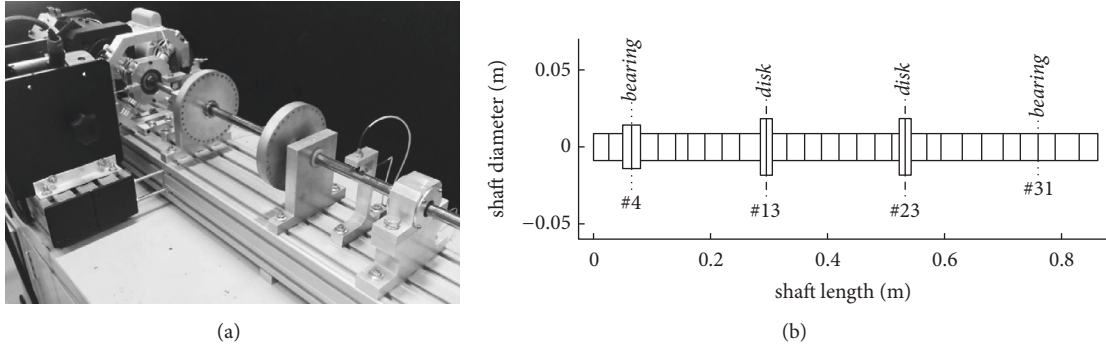 bearing
disk
disk
bearing
0.05
0
−0.05
shaft diameter (m)
#4
#13
#23
#31
0
0.2
0.4
0.6
0.8
shaft length (m)
(a)
(b)